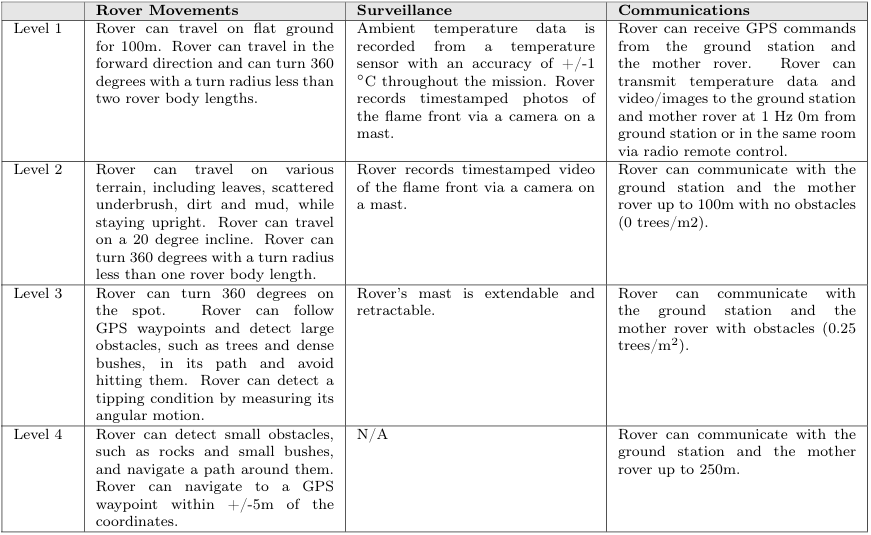 Rover Movements Surveillance Communications
Level 1
Rover can travel on flat ground
for 100m. Rover can travel in the
forward direction and can turn 360
degrees with a turn radius less than
two rover body lengths.
Ambient temperature data is
recorded from a temperature
sensor with an accuracy of +/-1
°C throughout the mission. Rover
records timestamped photos of
the flame front via a camera on a
mast.
Rover can receive GPS commands
from the ground station and
the mother rover. Rover can
transmit temperature data and
video/images to the ground station
and mother rover at 1 Hz 0m from
ground station or in the same room
via radio remote control.
Level 2
Rover can travel on various
terrain, including leaves, scattered
underbrush, dirt and mud, while
staying upright. Rover can travel
on a 20 degree incline. Rover can
turn 360 degrees with a turn radius
less than one rover body length.
Rover records timestamped video
of the flame front via a camera on
a mast.
Rover can communicate with the
ground station and the mother
rover up to 100m with no obstacles
(0 trees/m2).
Level 3
Rover can turn 360 degrees on
the spot. Rover can follow
GPS waypoints and detect large
obstacles, such as trees and dense
bushes, in its path and avoid
hitting them. Rover can detect a
tipping condition by measuring its
angular motion.
Rover's mast is extendable and
retractable.
Rover can communicate with
the ground station and the
mother rover with obstacles (0.25
trees/m²).
Level 4
Rover can detect small obstacles,
such as rocks and small bushes,
and navigate a path around them.
Rover can navigate to a GPS
waypoint within +/-5m of the
coordinates.
N/A
Rover can communicate with the
ground station and the mother
rover up to 250m.